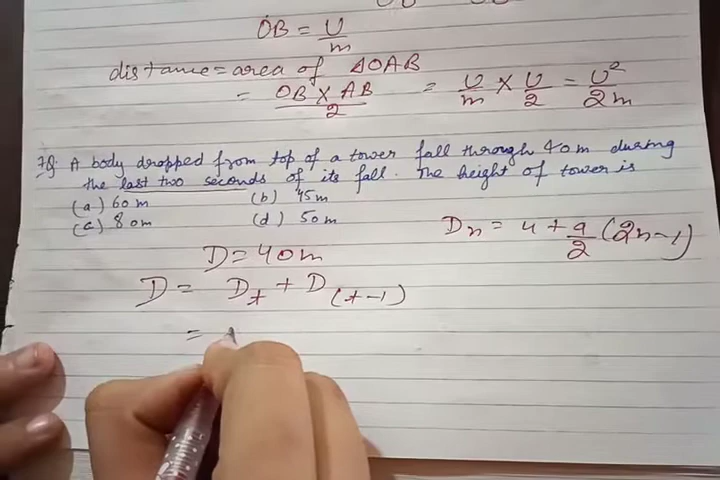 OB = U/m
distance = area of ΔOAB
= OB × AB / 2 = U/m × U/2 = U²/2m
7Q. A body dropped from top of a tower fall through 40 m during
the last two seconds of its fall. The height of tower is
(a) 60 m (b) 45 m
(c) 80 m (d) 50 m
Dn = u + a/2 (2n-1)
D = 40 m
D = Dt + D(t-1)
=